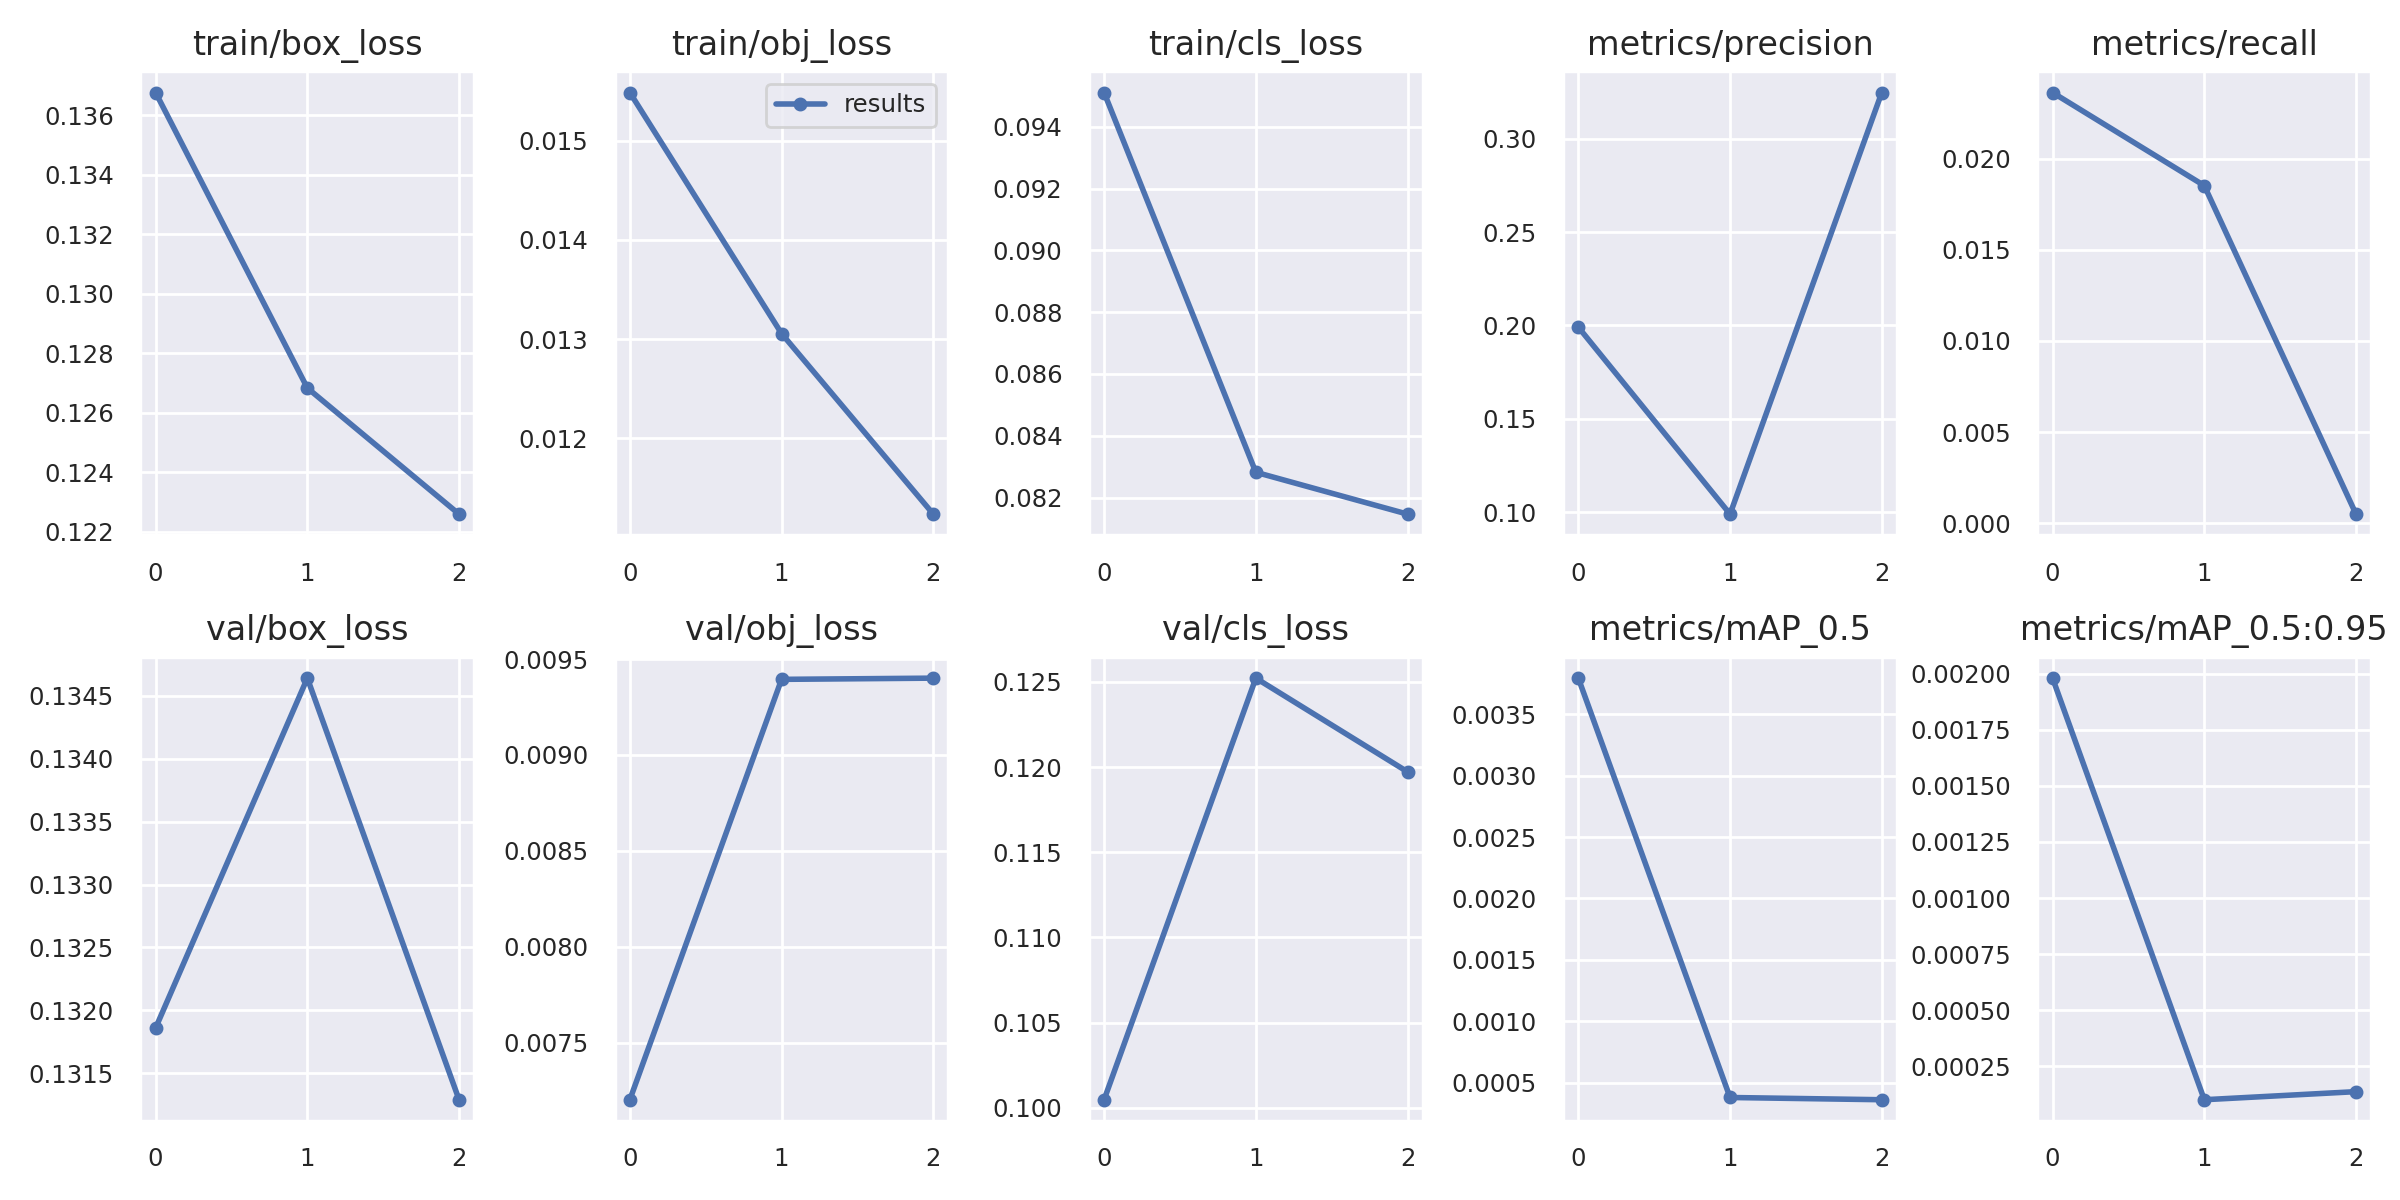 train/box_loss
train/obj_loss
train/cls_loss
metrics/precision
metrics/recall
0.136
0.134
0.132
0.130
0.128
0.126
0.124
0.122
0 1 2
results
0.015
0.014
0.013
0.012
0 1 2
0.094
0.092
0.090
0.088
0.086
0.084
0.082
0 1 2
0.30
0.25
0.20
0.15
0.10
0 1 2
0.020
0.015
0.010
0.005
0.000
0 1 2
val/box_loss
val/obj_loss
val/cls_loss
metrics/mAP_0.5
metrics/mAP_0.5:0.95
0.1345
0.1340
0.1335
0.1330
0.1325
0.1320
0.1315
0 1 2
0.0095
0.0090
0.0085
0.0080
0.0075
0 1 2
0.125
0.120
0.115
0.110
0.105
0.100
0 1 2
0.0035
0.0030
0.0025
0.0020
0.0015
0.0010
0.0005
0 1 2
0.00200
0.00175
0.00150
0.00125
0.00100
0.00075
0.00050
0.00025
0 1 2